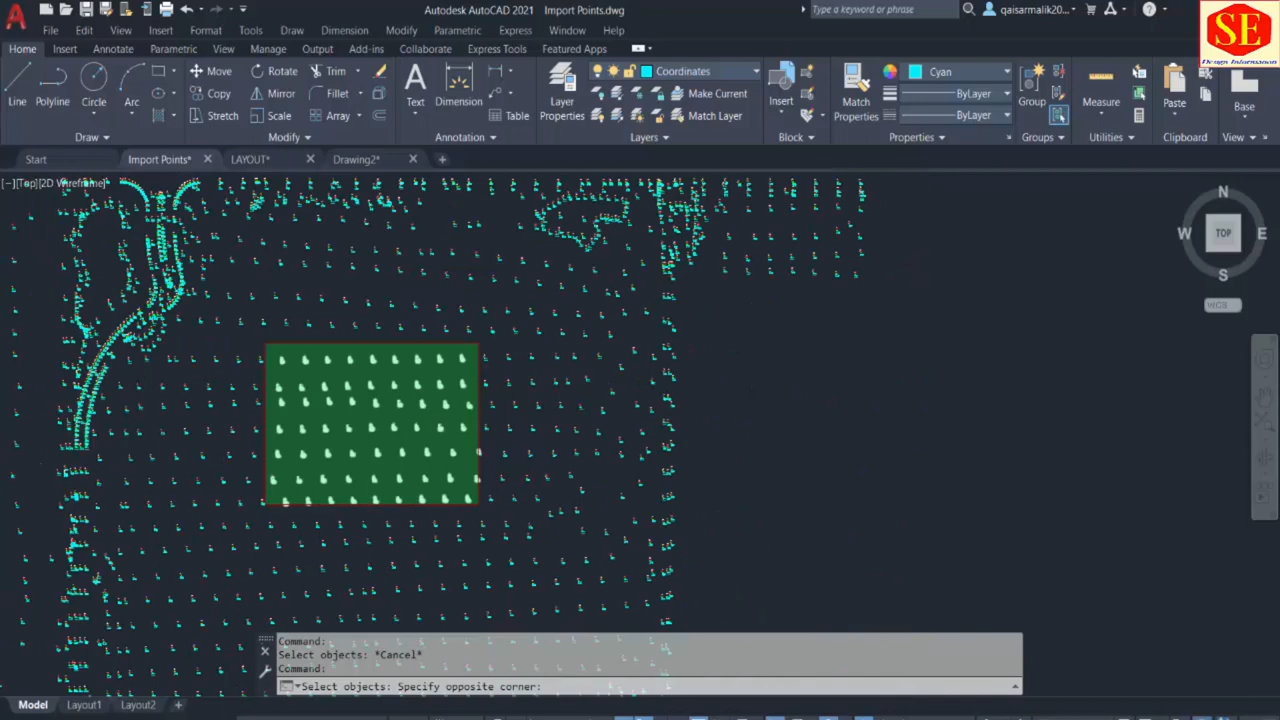 Autodesk AutoCAD 2021 Import Points.dwg
Type a keyword or phrase
qaisarmalik20...
SE
Design Informations
File Edit View Insert Format Tools Draw Dimension Modify Parametric Express Window Help
Home Insert Annotate Parametric View Manage Output Add-ins Collaborate Express Tools Featured Apps
Line Polyline Circle Arc
Move Rotate Trim
Copy Mirror Fillet
Stretch Scale Array
Text Dimension Table
Layer Properties
Coordinates
Make Current
Match Layer
Insert
Match Properties
Cyan
ByLayer
ByLayer
Group
Measure
Paste
Base
Draw Modify Annotation Layers Block Properties Groups Utilities Clipboard View
Start Import Points* LAYOUT* Drawing2*
[−][Top][2D Wireframe]
N
W TOP E
S
WCS
Command:
Select objects: *Cancel*
Command:
Select objects: Specify opposite corner:
Model Layout1 Layout2